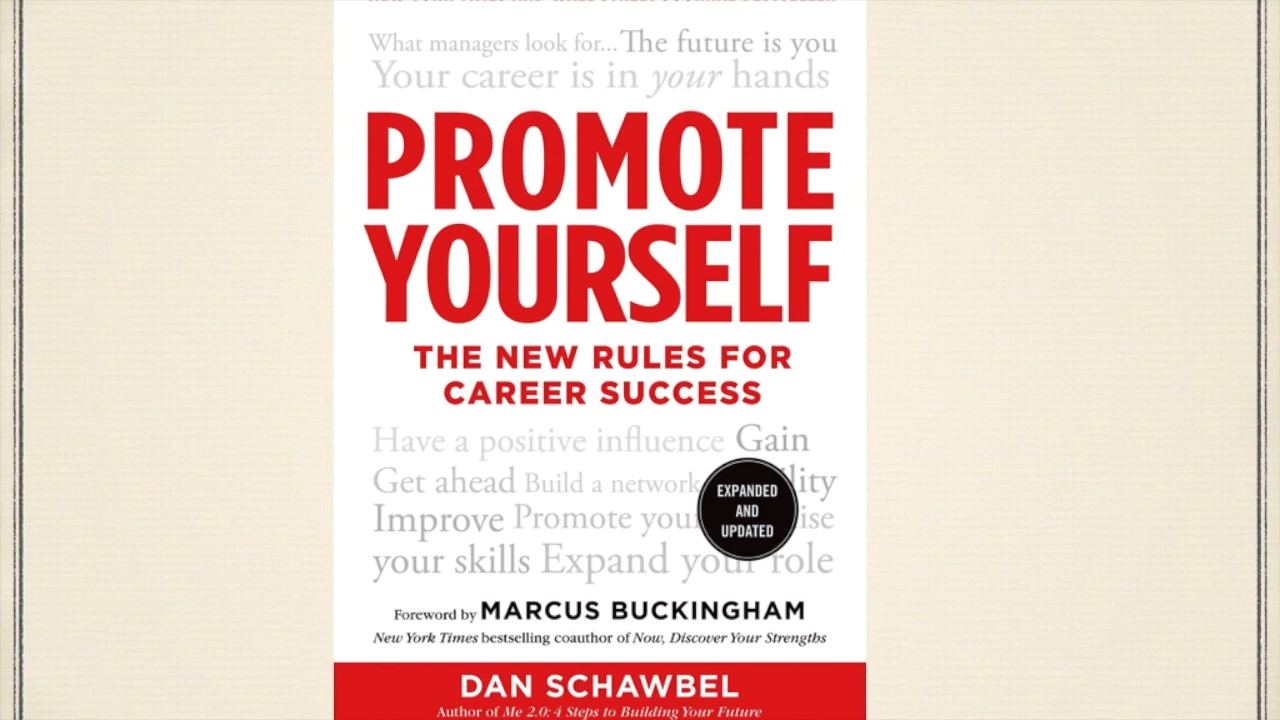 What managers look for... The future is you
Your career is in your hands
PROMOTE
YOURSELF
THE NEW RULES FOR
CAREER SUCCESS
Have a positive influence Gain
Get ahead Build a network
Improve Promote
your skills Expand your role
EXPANDED
AND
UPDATED
Foreword by MARCUS BUCKINGHAM
New York Times bestselling coauthor of Now, Discover Your Strengths
DAN SCHAWBEL
Author of Me 2.0: 4 Steps to Building Your Future